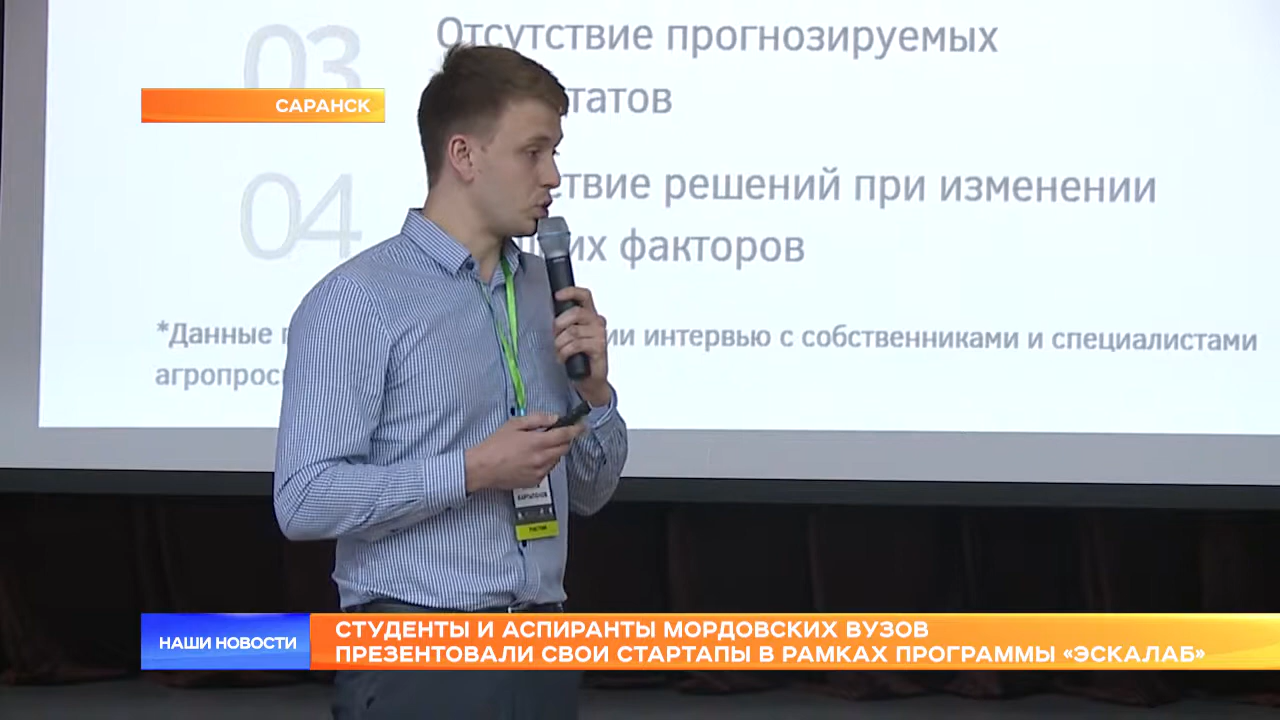 03
Отсутствие прогнозируемых
татов
САРАНСК
04
ствие решений при изменении
их факторов
*Данные
ии интервью с собственниками и специалистами
агропро
НАШИ НОВОСТИ
СТУДЕНТЫ И АСПИРАНТЫ МОРДОВСКИХ ВУЗОВ
ПРЕЗЕНТОВАЛИ СВОИ СТАРТАПЫ В РАМКАХ ПРОГРАММЫ «ЭСКАЛАБ»